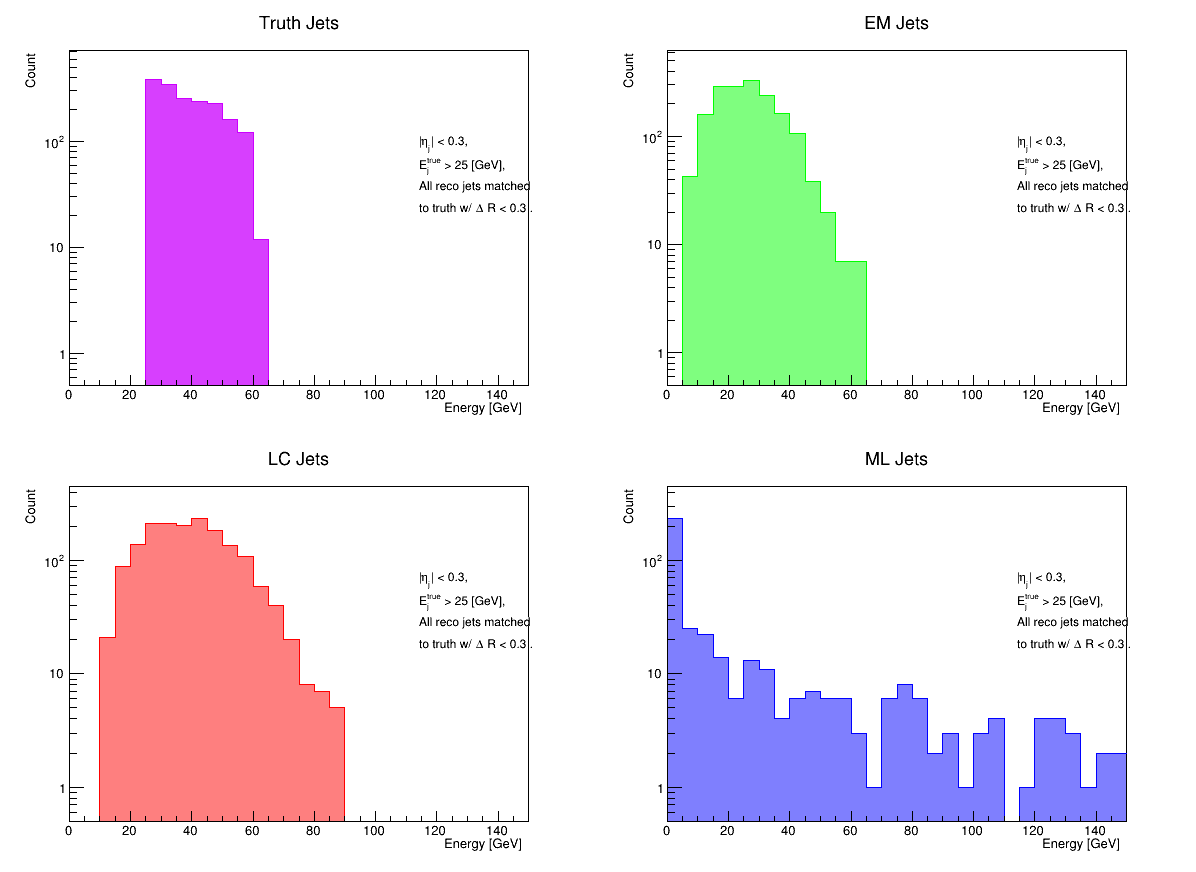 Truth Jets
Count
10²
10
1
|η_j| < 0.3,
E_j^true > 25 [GeV],
All reco jets matched
to truth w/ Δ R < 0.3 .
0 20 40 60 80 100 120 140
Energy [GeV]
EM Jets
Count
10²
10
1
|η_j| < 0.3,
E_j^true > 25 [GeV],
All reco jets matched
to truth w/ Δ R < 0.3 .
0 20 40 60 80 100 120 140
Energy [GeV]
LC Jets
Count
10²
10
1
|η_j| < 0.3,
E_j^true > 25 [GeV],
All reco jets matched
to truth w/ Δ R < 0.3 .
0 20 40 60 80 100 120 140
Energy [GeV]
ML Jets
Count
10²
10
1
|η_j| < 0.3,
E_j^true > 25 [GeV],
All reco jets matched
to truth w/ Δ R < 0.3 .
0 20 40 60 80 100 120 140
Energy [GeV]